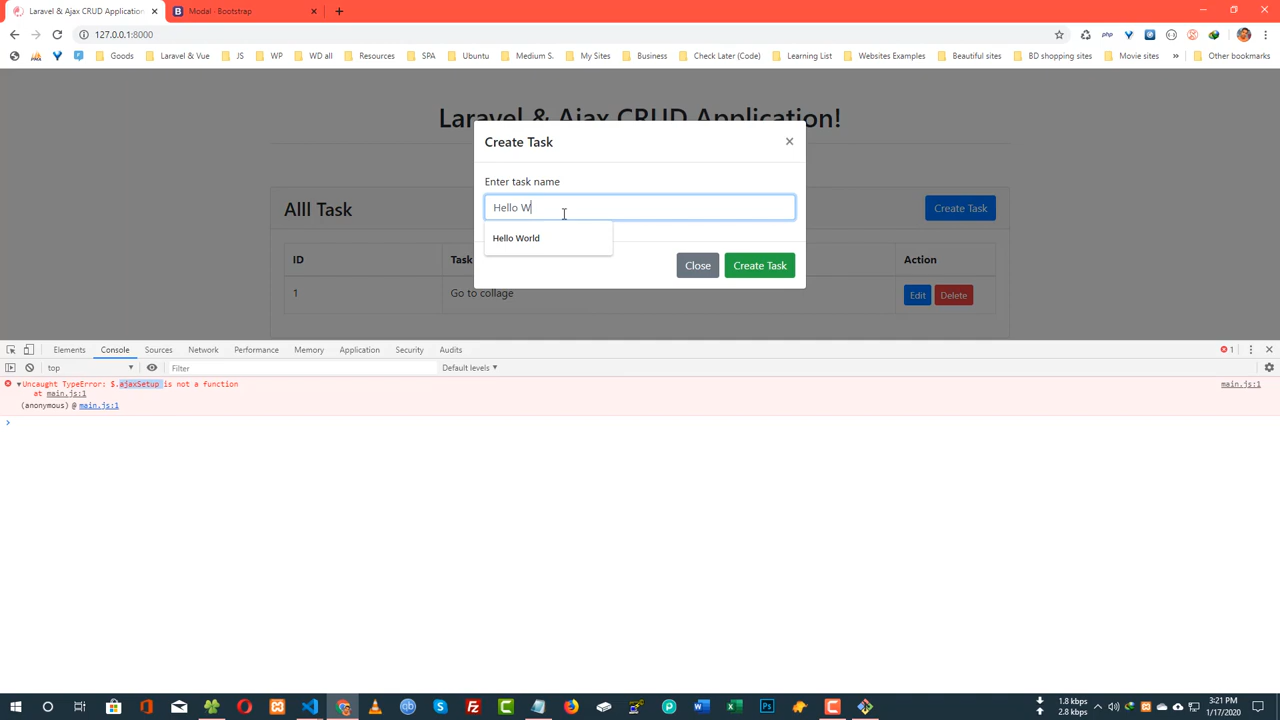 Laravel & Ajax CRUD Application
Modal · Bootstrap
127.0.0.1:8000
Goods
Laravel & Vue
JS
WP
WD all
Resources
SPA
Ubuntu
Medium S.
My Sites
Business
Check Later (Cody)
Learning List
Websites Examples
Beautiful sites
BD shopping sites
Movie sites
»
Other bookmarks
Laravel & Ajax CRUD Application!
Create Task
×
Enter task name
Hello W
Hello World
Close
Create Task
Alll Task
Create Task
ID
Task
Action
1
Go to collage
Edit
Delete
Elements
Console
Sources
Network
Performance
Memory
Application
Security
Audits
1
top
Filter
Default levels
Uncaught TypeError: $.ajaxSetup is not a function
main.js:1
at main.js:1
(anonymous) @ main.js:1
1.8 kbps
2.8 kbps
3:21 PM
1/17/2020